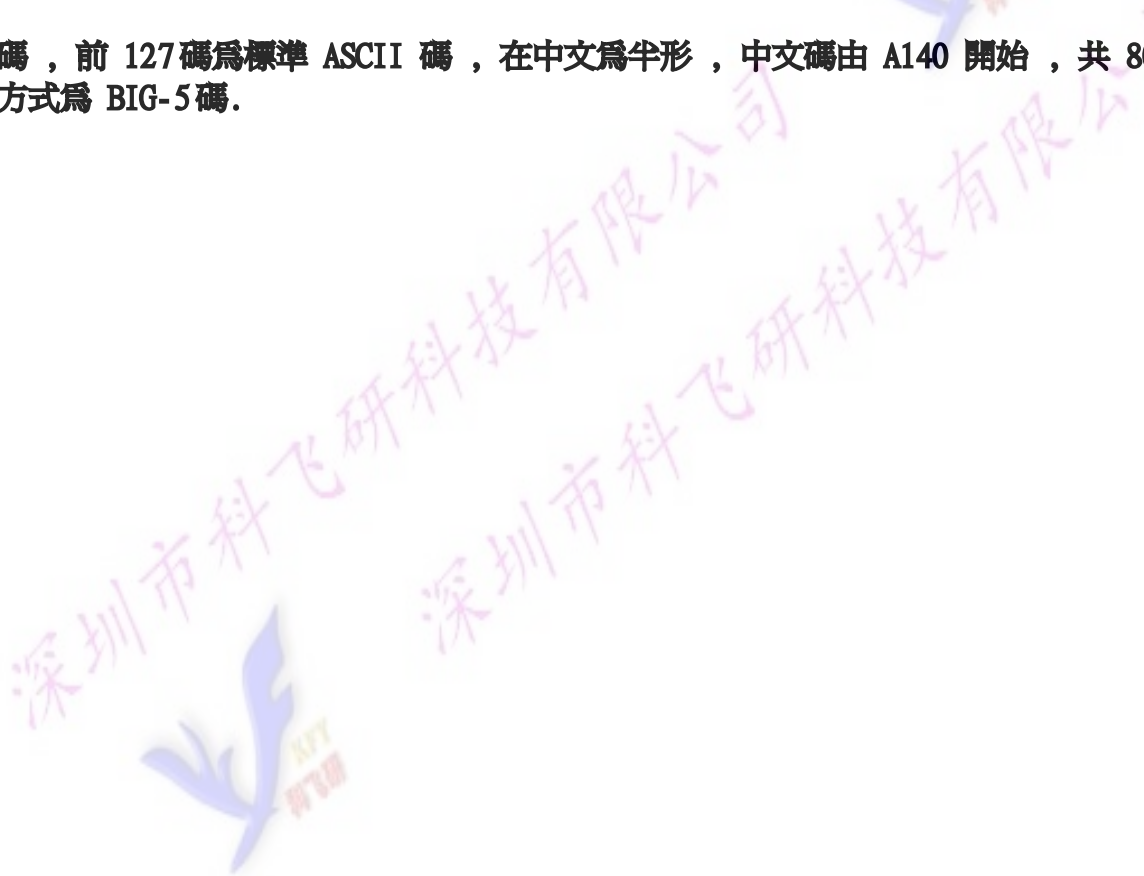 碼 ，前 127碼爲標準 ASCII 碼 ，在中文爲半形 ，中文碼由 A140 開始 ，共 8
方式爲 BIG-5碼.
深圳市科飞研科技有限公司
深圳市科飞研科技有限公
KFY
科飞研